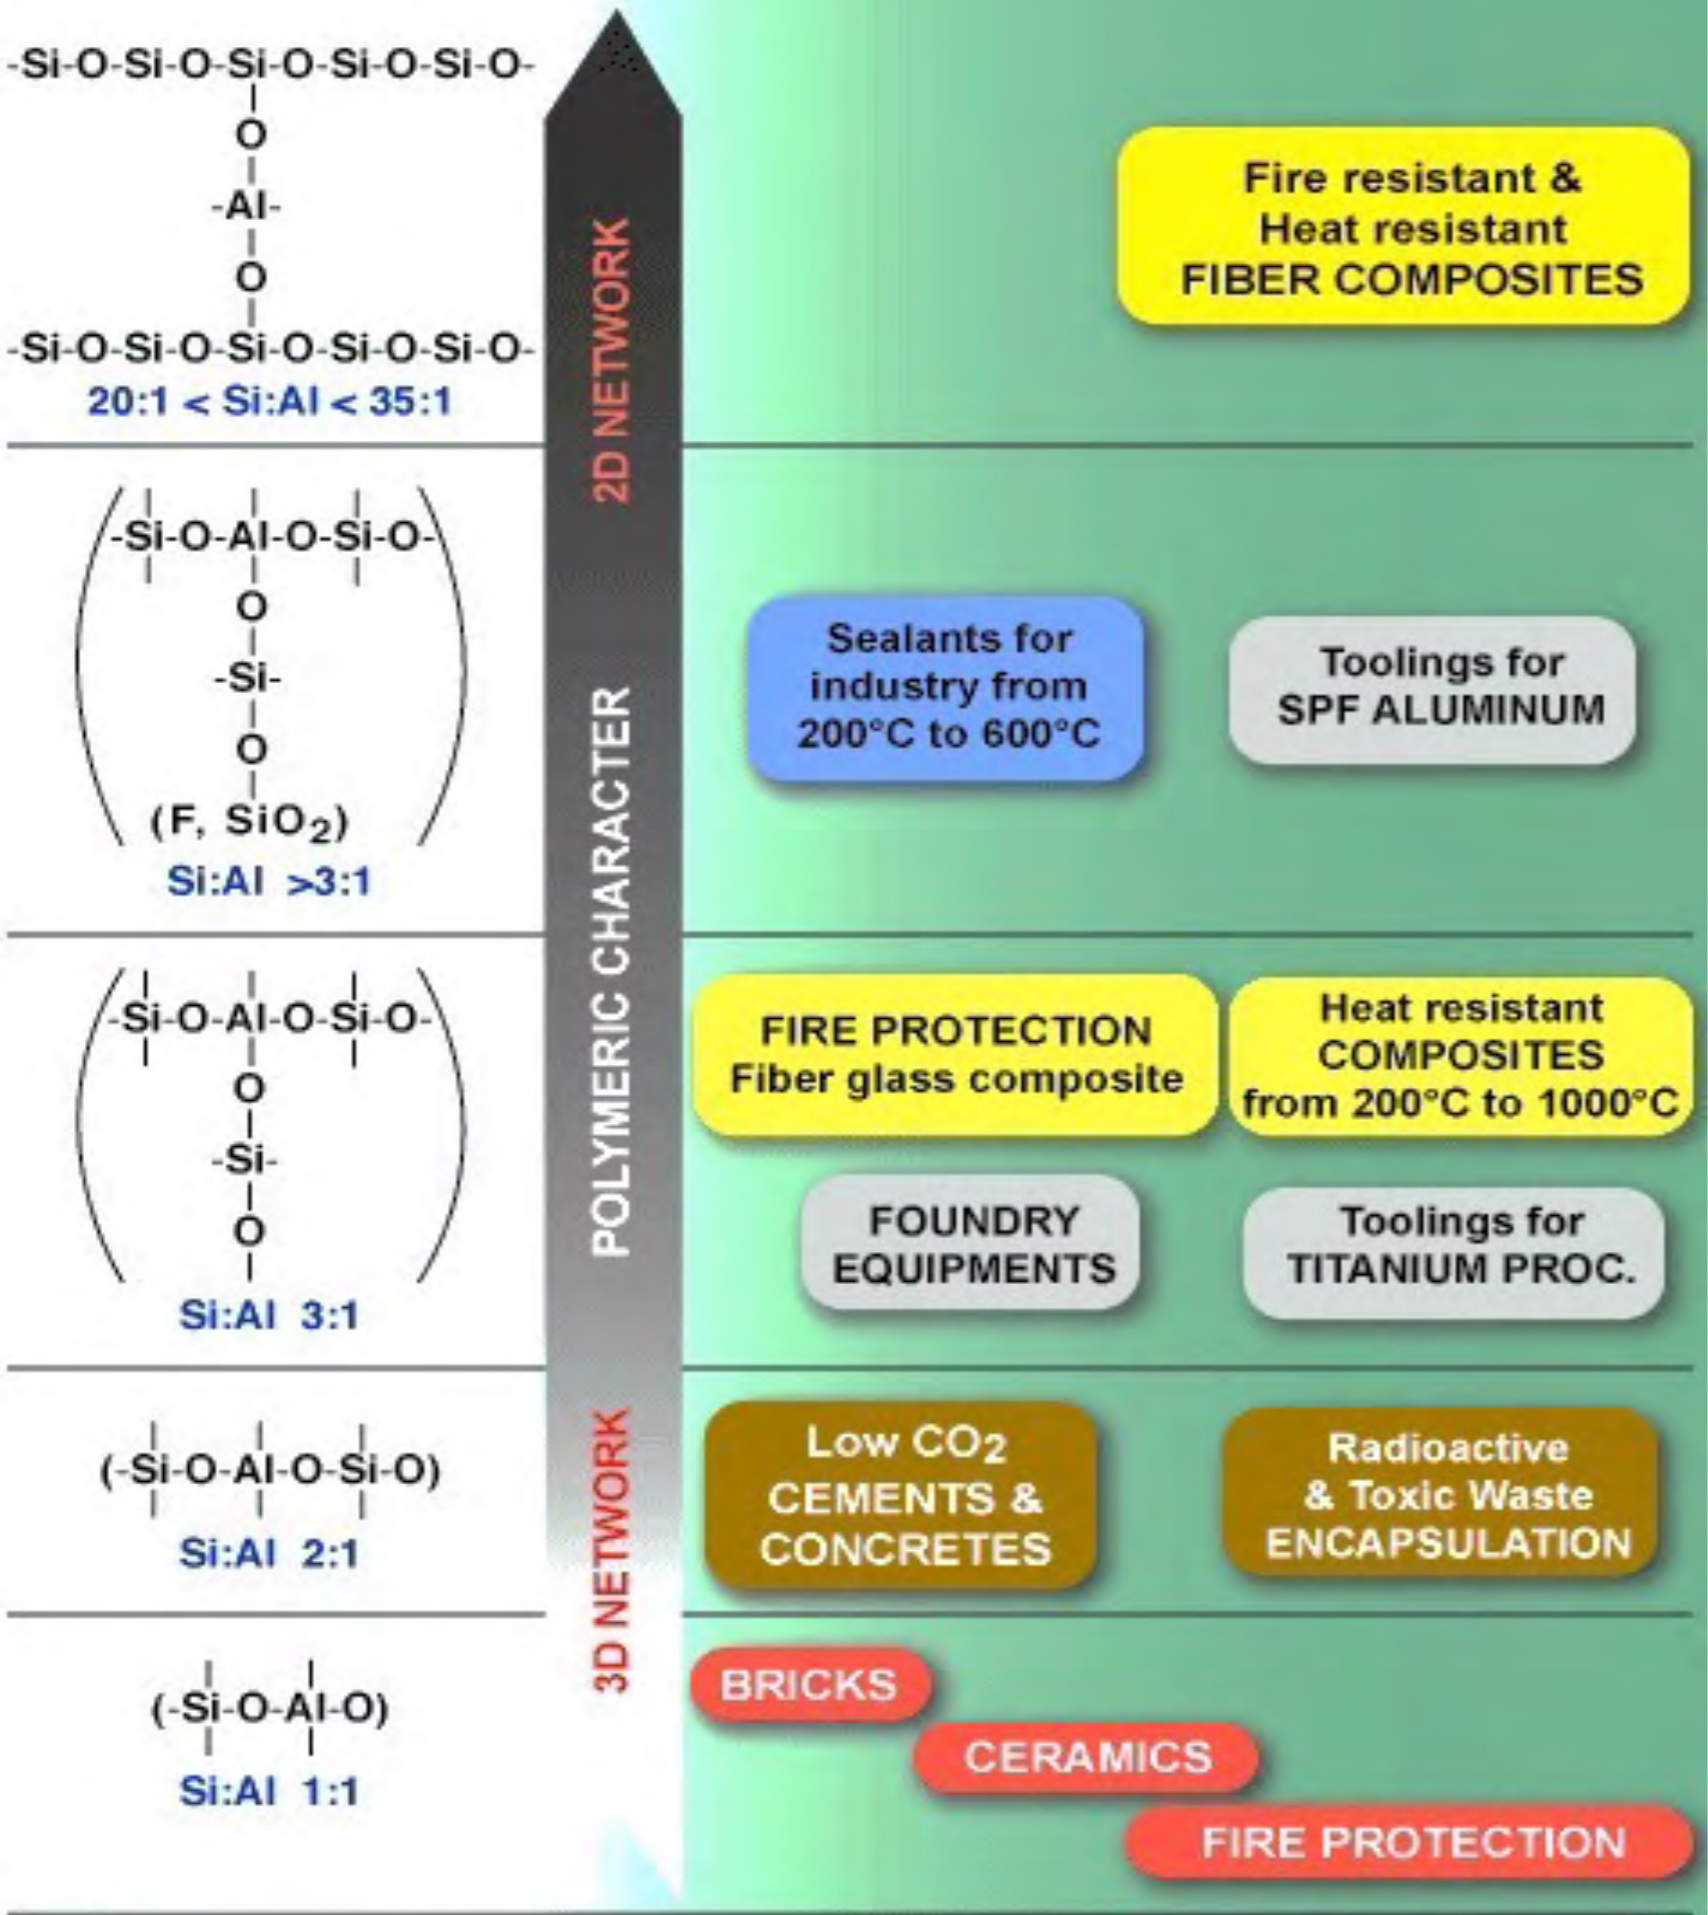 -Si-O-Si-O-Si-O-Si-O-Si-O-
O
-Al-
O
-Si-O-Si-O-Si-O-Si-O-Si-O-
20:1 < Si:Al < 35:1
Fire resistant &
Heat resistant
FIBER COMPOSITES
2D NETWORK
POLYMERIC CHARACTER
3D NETWORK
-Si-O-Al-O-Si-O-
O
-Si-
O
(F, SiO2)
Si:Al >3:1
Sealants for
industry from
200°C to 600°C
Toolings for
SPF ALUMINUM
-Si-O-Al-O-Si-O-
O
-Si-
O
Si:Al 3:1
FIRE PROTECTION
Fiber glass composite
Heat resistant
COMPOSITES
from 200°C to 1000°C
FOUNDRY
EQUIPMENTS
Toolings for
TITANIUM PROC.
(-Si-O-Al-O-Si-O)
Si:Al 2:1
Low CO2
CEMENTS &
CONCRETES
Radioactive
& Toxic Waste
ENCAPSULATION
(-Si-O-Al-O)
Si:Al 1:1
BRICKS
CERAMICS
FIRE PROTECTION